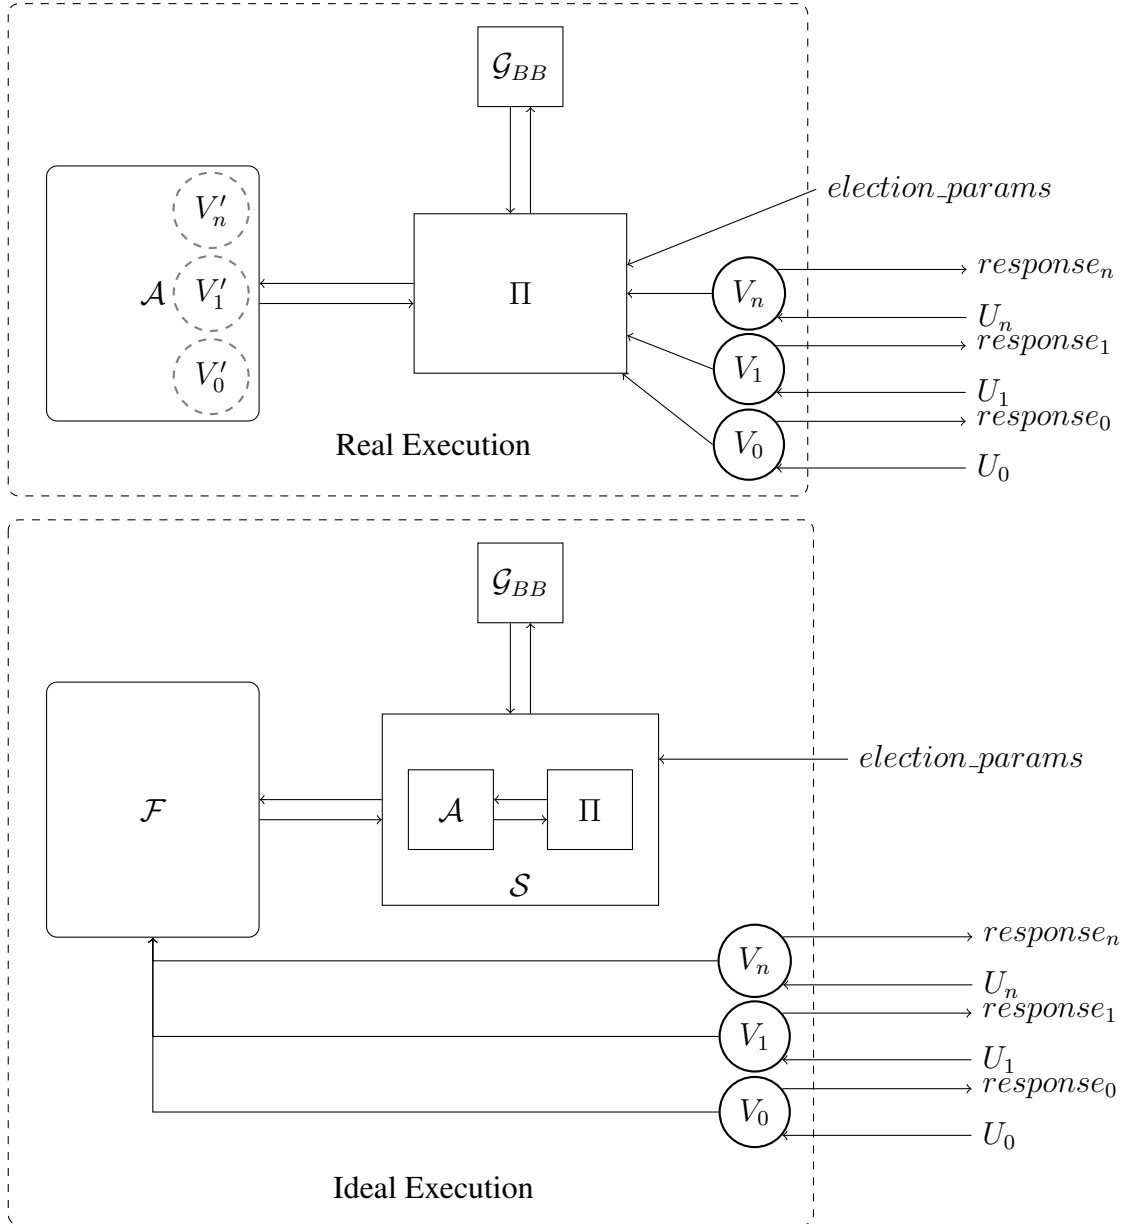 𝒢_BB
election_params
V'_n
𝒜 V'_1 Π V_n response_n
U_n
V_1 response_1
V'_0 U_1
V_0 response_0
Real Execution
U_0
𝒢_BB
election_params
ℱ 𝒜 Π
𝒮
V_n response_n
U_n
V_1 response_1
U_1
V_0 response_0
U_0
Ideal Execution